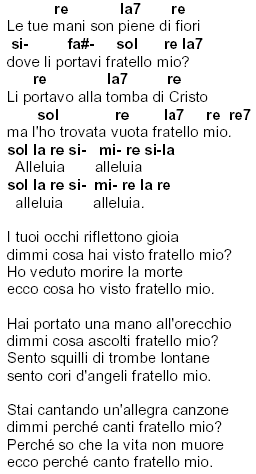 re la7 re
Le tue mani son piene di fiori
si- fa#- sol re la7
dove li portavi fratello mio?
re la7 re
Li portavo alla tomba di Cristo
sol re la7 re re7
ma l'ho trovata vuota fratello mio.
sol la re si- mi- re si-la
Alleluia alleluia
sol la re si- mi- re la re
alleluia alleluia.
I tuoi occhi riflettono gioia
dimmi cosa hai visto fratello mio?
Ho veduto morire la morte
ecco cosa ho visto fratello mio.
Hai portato una mano all'orecchio
dimmi cosa ascolti fratello mio?
Sento squilli di trombe lontane
sento cori d'angeli fratello mio.
Stai cantando un'allegra canzone
dimmi perché canti fratello mio?
Perché so che la vita non muore
ecco perché canto fratello mio.